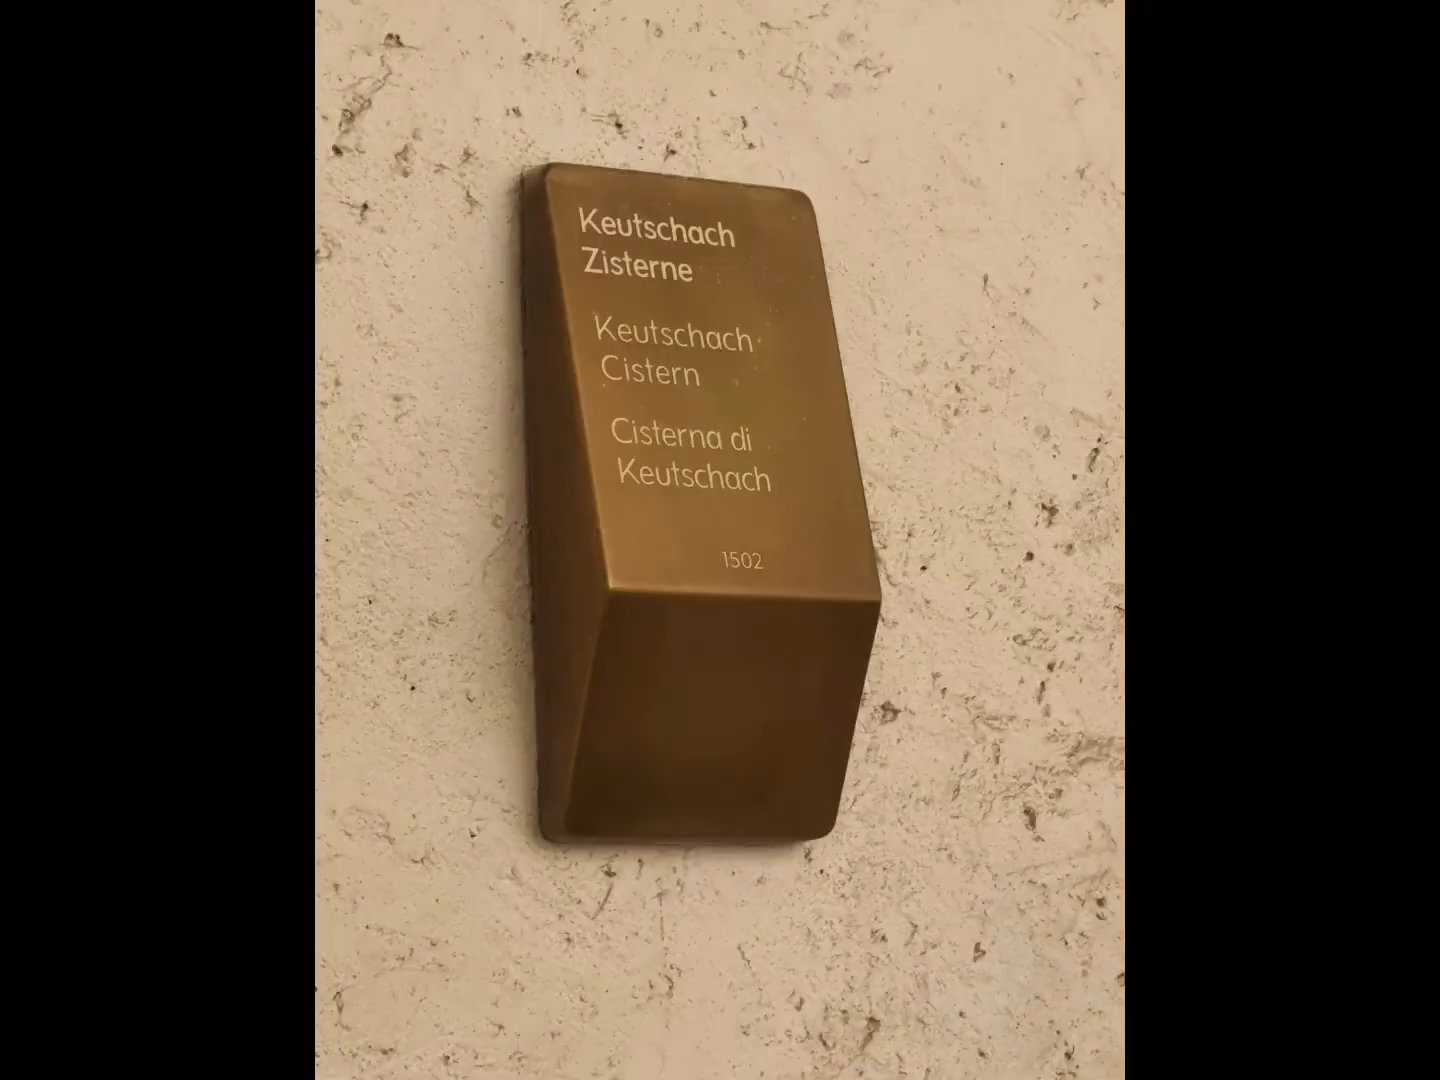 Keutschach
Zisterne
Keutschach
Cistern
Cisterna di
Keutschach
1502